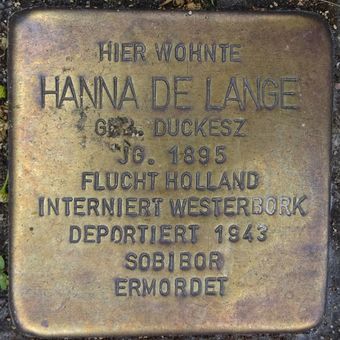 HIER WOHNTE
HANNA DE LANGE
GEB. DUCKESZ
JG. 1895
FLUCHT HOLLAND
INTERNIERT WESTERBORK
DEPORTIERT 1943
SOBIBOR
ERMORDET